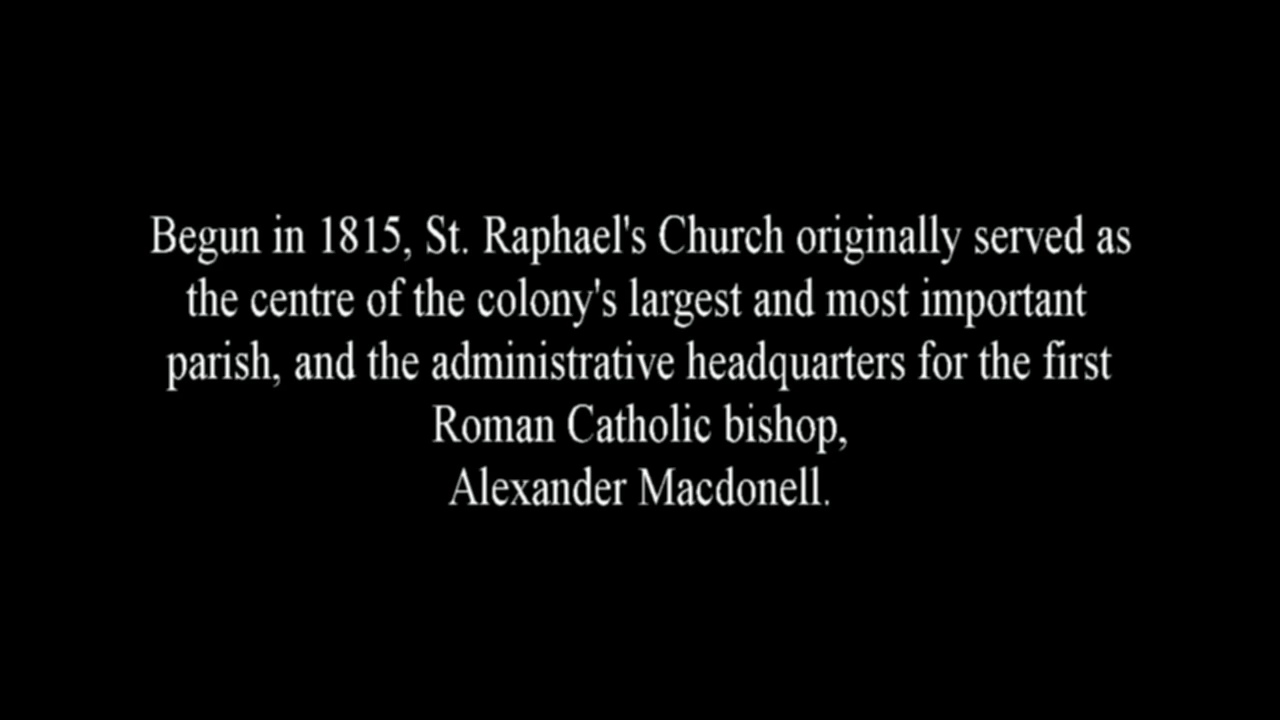 Begun in 1815, St. Raphael's Church originally served as
the centre of the colony's largest and most important
parish, and the administrative headquarters for the first
Roman Catholic bishop,
Alexander Macdonell.